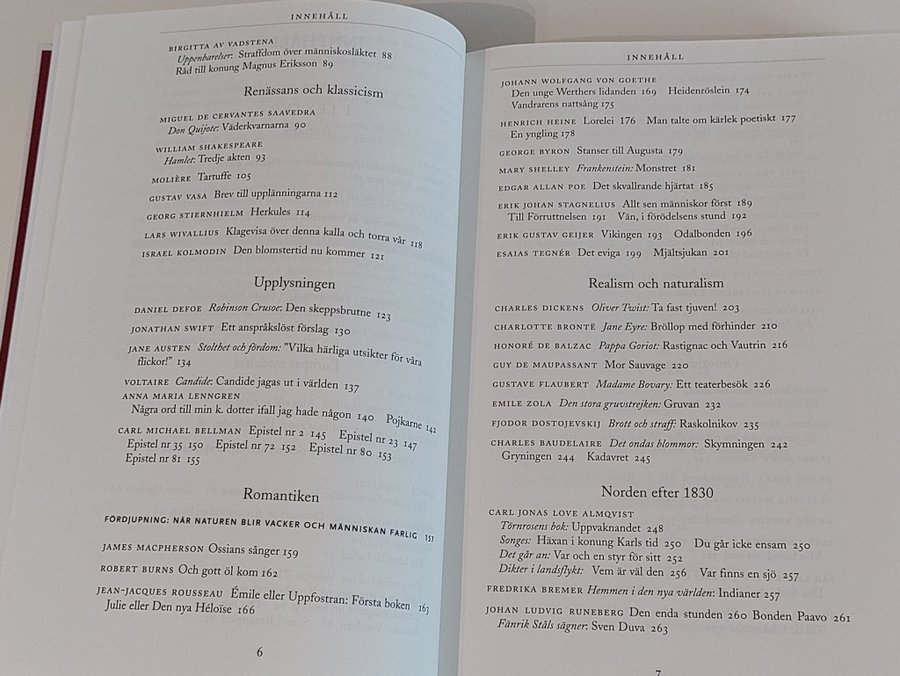 INNEHÅLL
BIRGITTA AV VADSTENA
Uppenbarelser: Straffdom över människosläktet 88
Råd till konung Magnus Eriksson 89
Renässans och klassicism
MIGUEL DE CERVANTES SAAVEDRA
Don Quijote: Väderkvarnarna 90
WILLIAM SHAKESPEARE
Hamlet: Tredje akten 93
MOLIÈRE Tartuffe 105
GUSTAV VASA Brev till upplänningarna 112
GEORG STIERNHIELM Herkules 114
LARS WIVALLIUS Klagevisa över denna kalla och torra vår 118
ISRAEL KOLMODIN Den blomstertid nu kommer 121
Upplysningen
DANIEL DEFOE Robinson Crusoe: Den skeppsbrutne 123
JONATHAN SWIFT Ett anspråkslöst förslag 130
JANE AUSTEN Stolthet och fördom: "Vilka härliga utsikter för våra
flickor!" 134
VOLTAIRE Candide: Candide jagas ut i världen 137
ANNA MARIA LENNGREN
Några ord till min k. dotter ifall jag hade någon 140 Pojkarne 142
CARL MICHAEL BELLMAN Epistel nr 2 145 Epistel nr 23 147
Epistel nr 35 150 Epistel nr 72 152 Epistel nr 80 153
Epistel nr 81 155
Romantiken
FÖRDJUPNING: NÄR NATUREN BLIR VACKER OCH MÄNNISKAN FARLIG 157
JAMES MACPHERSON Ossians sånger 159
ROBERT BURNS Och gott öl kom 162
JEAN-JACQUES ROUSSEAU Émile eller Uppfostran: Första boken 163
Julie eller Den nya Héloïse 166
6
INNEHÅLL
JOHANN WOLFGANG VON GOETHE
Den unge Werthers lidanden 169 Heidenröslein 174
Vandrarens nattsång 175
HENRICH HEINE Lorelei 176 Man talte om kärlek poetiskt 177
En yngling 178
GEORGE BYRON Stanser till Augusta 179
MARY SHELLEY Frankenstein: Monstret 181
EDGAR ALLAN POE Det skvallrande hjärtat 185
ERIK JOHAN STAGNELIUS Allt sen människor först 189
Till Förruttnelsen 191 Vän, i förödelsens stund 192
ERIK GUSTAV GEIJER Vikingen 193 Odalbonden 196
ESAIAS TEGNÉR Det eviga 199 Mjältsjukan 201
Realism och naturalism
CHARLES DICKENS Oliver Twist: Ta fast tjuven! 203
CHARLOTTE BRONTË Jane Eyre: Bröllop med förhinder 210
HONORÉ DE BALZAC Pappa Goriot: Rastignac och Vautrin 216
GUY DE MAUPASSANT Mor Sauvage 220
GUSTAVE FLAUBERT Madame Bovary: Ett teaterbesök 226
EMILE ZOLA Den stora gruvstrejken: Gruvan 232
FJODOR DOSTOJEVSKIJ Brott och straff: Raskolnikov 235
CHARLES BAUDELAIRE Det ondas blommor: Skymningen 242
Gryningen 244 Kadavret 245
Norden efter 1830
CARL JONAS LOVE ALMQVIST
Törnrosens bok: Uppvaknandet 248
Songes: Häxan i konung Karls tid 250 Du går icke ensam 250
Det går an: Var och en styr för sitt 252
Dikter i landsflykt: Vem är väl den 256 Var finns en sjö 257
FREDRIKA BREMER Hemmen i den nya världen: Indianer 257
JOHAN LUDVIG RUNEBERG Den enda stunden 260 Bonden Paavo 261
Fänrik Ståls sägner: Sven Duva 263
7